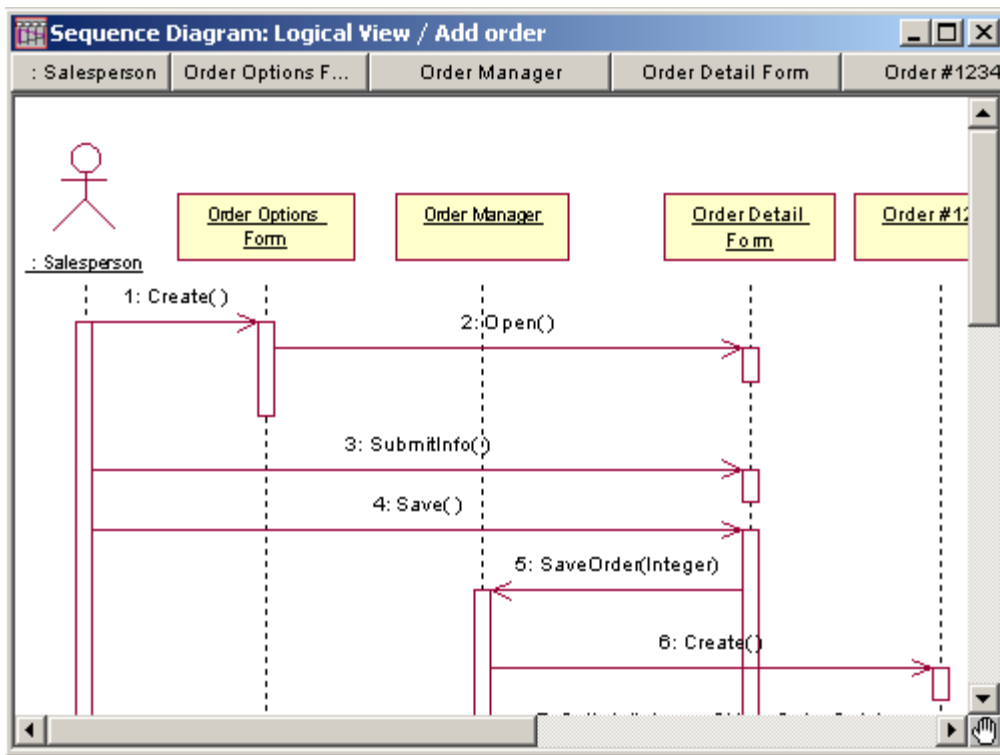 Sequence Diagram: Logical View / Add order
: Salesperson
Order Options F...
Order Manager
Order Detail Form
Order #1234
Order Options
Form
Order Manager
Order Detail
Form
Order #12
: Salesperson
1: Create( )
2: Open()
3: SubmitInfo()
4: Save( )
5: SaveOrder(Integer)
6: Create()